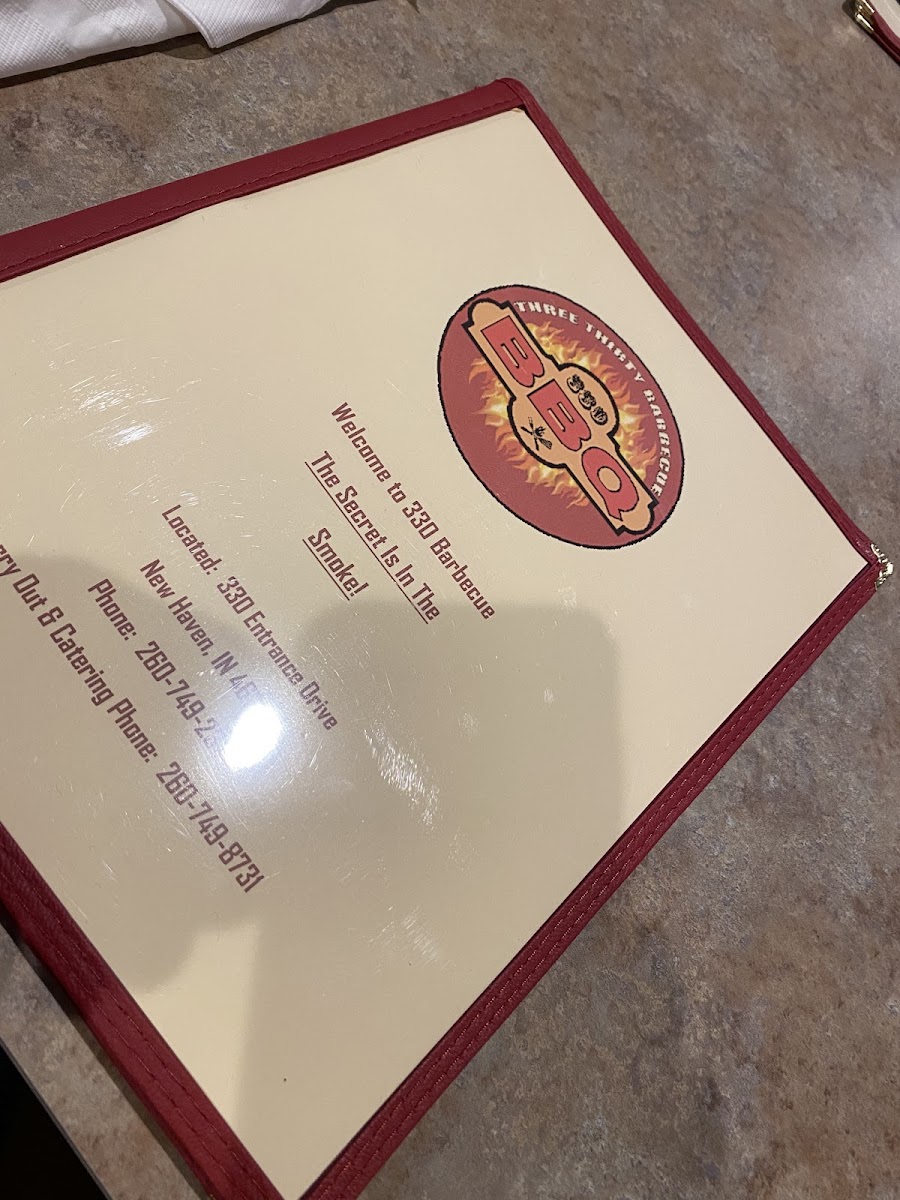 THREE THIRTY BARBECUE
330
BBQ
Welcome to 330 Barbecue
The Secret Is In The
Smoke!
Located: 330 Entrance Drive
New Haven, IN
Phone: 260-749-
Out & Catering Phone: 260-749-8731